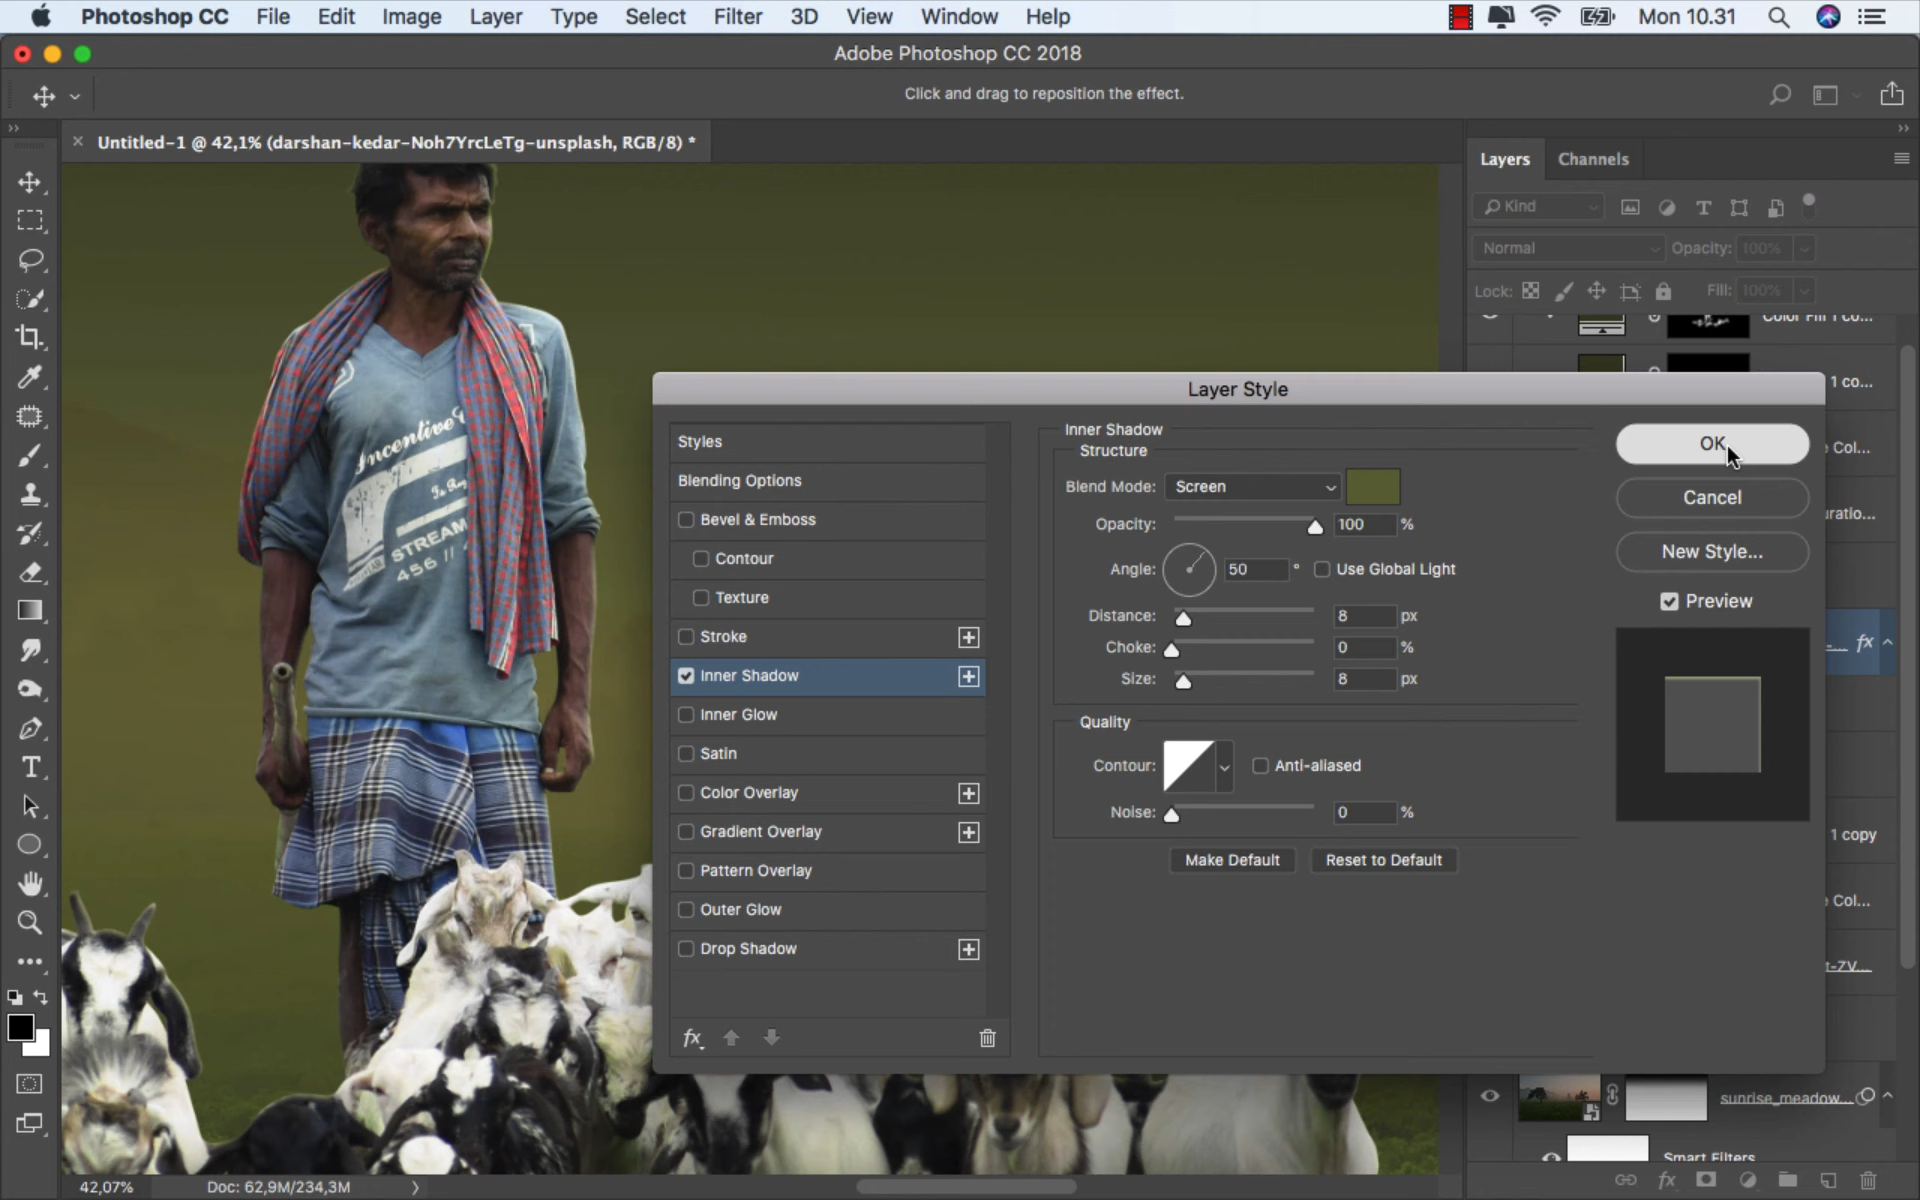 Photoshop CC File Edit Image Layer Type Select Filter 3D View Window Help Mon 10.31
Adobe Photoshop CC 2018
Click and drag to reposition the effect.
Untitled-1 @ 42,1% (darshan-kedar-Noh7YrcLeTg-unsplash, RGB/8) *
Layers Channels
Kind
Normal Opacity: 100%
Lock: Fill: 100%
Color Fill 1 co...
1 co...
Col...
uratio...
fx
1 copy
Col...
t-ZV...
sunrise_meadow...
Smart Filters
Incentive
STREAM
456 //
Layer Style
Styles
Blending Options
Bevel & Emboss
Contour
Texture
Stroke
Inner Shadow
Inner Glow
Satin
Color Overlay
Gradient Overlay
Pattern Overlay
Outer Glow
Drop Shadow
fx
Inner Shadow
Structure
Blend Mode: Screen
Opacity: 100 %
Angle: 50 ° Use Global Light
Distance: 8 px
Choke: 0 %
Size: 8 px
Quality
Contour: Anti-aliased
Noise: 0 %
Make Default Reset to Default
OK
Cancel
New Style...
Preview
42,07% Doc: 62,9M/234,3M
fx